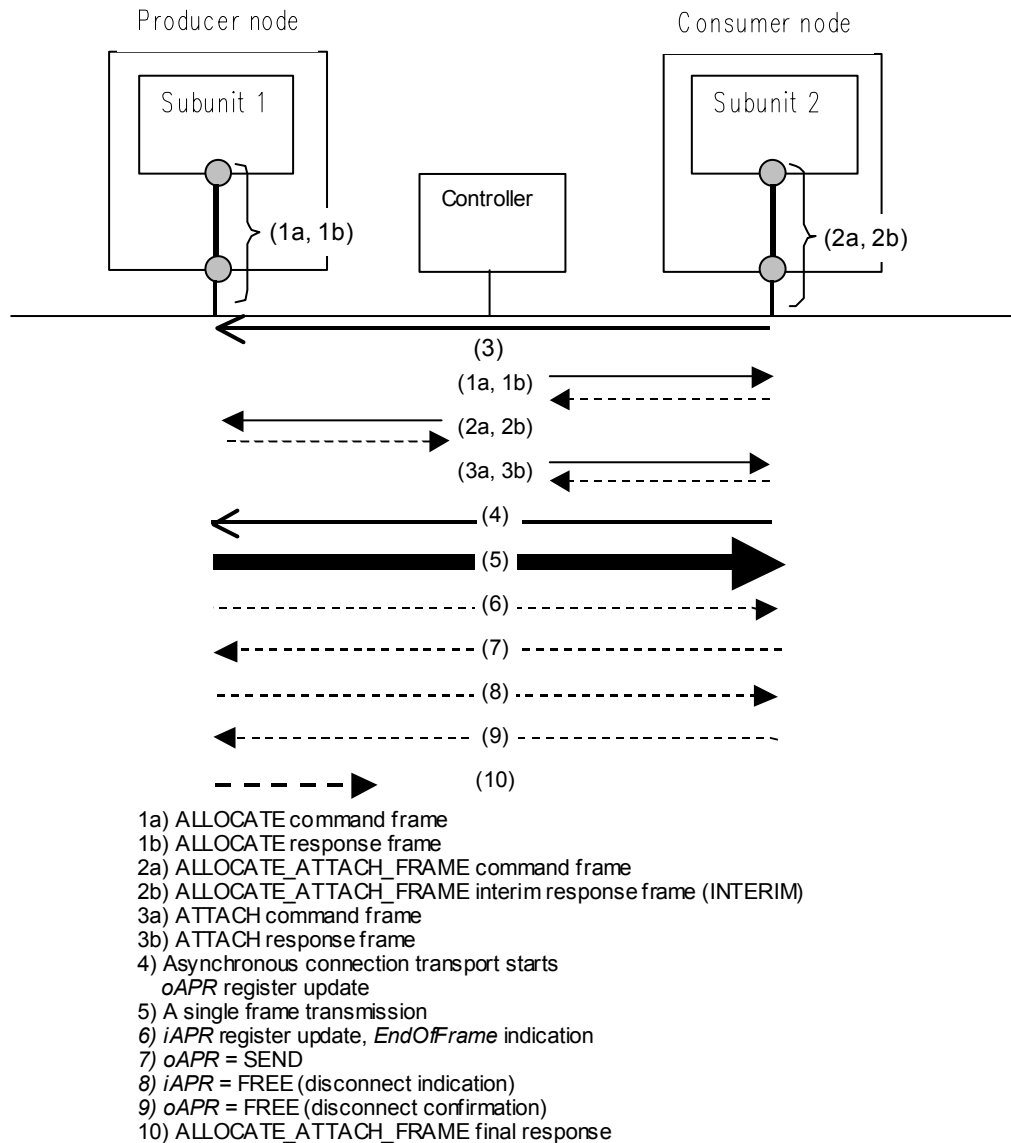 Producer node
Consumer node
Subunit 1
Subunit 2
Controller
(1a, 1b)
(2a, 2b)
(3)
(1a, 1b)
(2a, 2b)
(3a, 3b)
(4)
(5)
(6)
(7)
(8)
(9)
(10)
1a) ALLOCATE command frame
1b) ALLOCATE response frame
2a) ALLOCATE_ATTACH_FRAME command frame
2b) ALLOCATE_ATTACH_FRAME interim response frame (INTERIM)
3a) ATTACH command frame
3b) ATTACH response frame
4) Asynchronous connection transport starts
oAPR register update
5) A single frame transmission
6) iAPR register update, EndOfFrame indication
7) oAPR = SEND
8) iAPR = FREE (disconnect indication)
9) oAPR = FREE (disconnect confirmation)
10) ALLOCATE_ATTACH_FRAME final response